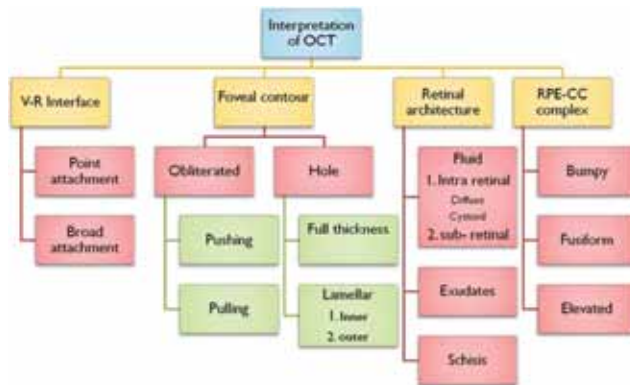 Interpretation
of OCT
V-R Interface
Point
attachment
Broad
attachment
Foveal contour
Obliterated
Pushing
Pulling
Hole
Full thickness
Lamellar
1. Inner
2. outer
Retinal
architecture
Fluid
1. Intra retinal
Diffuse
Cystoid
2. sub- retinal
Exudates
Schisis
RPE-CC
complex
Bumpy
Fusiform
Elevated